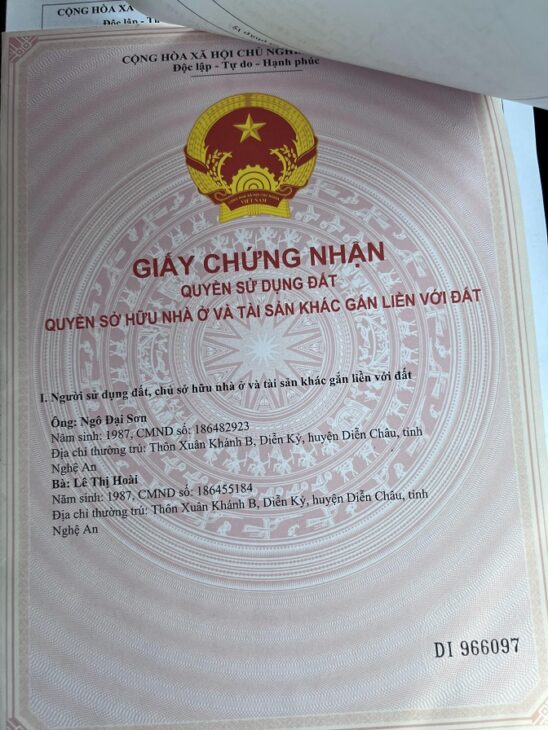 CỘNG HÒA XÃ
Độc lập - T
CỘNG HÒA XÃ HỘI CHỦ NGHĨ
Độc lập - Tự do - Hạnh phúc
VIỆT NAM
GIẤY CHỨNG NHẬN
QUYỀN SỬ DỤNG ĐẤT
QUYỀN SỞ HỮU NHÀ Ở VÀ TÀI SẢN KHÁC GẮN LIỀN VỚI ĐẤT
I. Người sử dụng đất, chủ sở hữu nhà ở và tài sản khác gắn liền với đất
Ông: Ngô Đại Sơn
Năm sinh: 1987, CMND số: 186482923
Địa chỉ thường trú: Thôn Xuân Khánh B, Diễn Kỷ, huyện Diễn Châu, tỉnh
Nghệ An
Bà: Lê Thị Hoài
Năm sinh: 1987, CMND số: 186455184
Địa chỉ thường trú: Thôn Xuân Khánh B, Diễn Kỷ, huyện Diễn Châu, tỉnh
Nghệ An
DI 966097